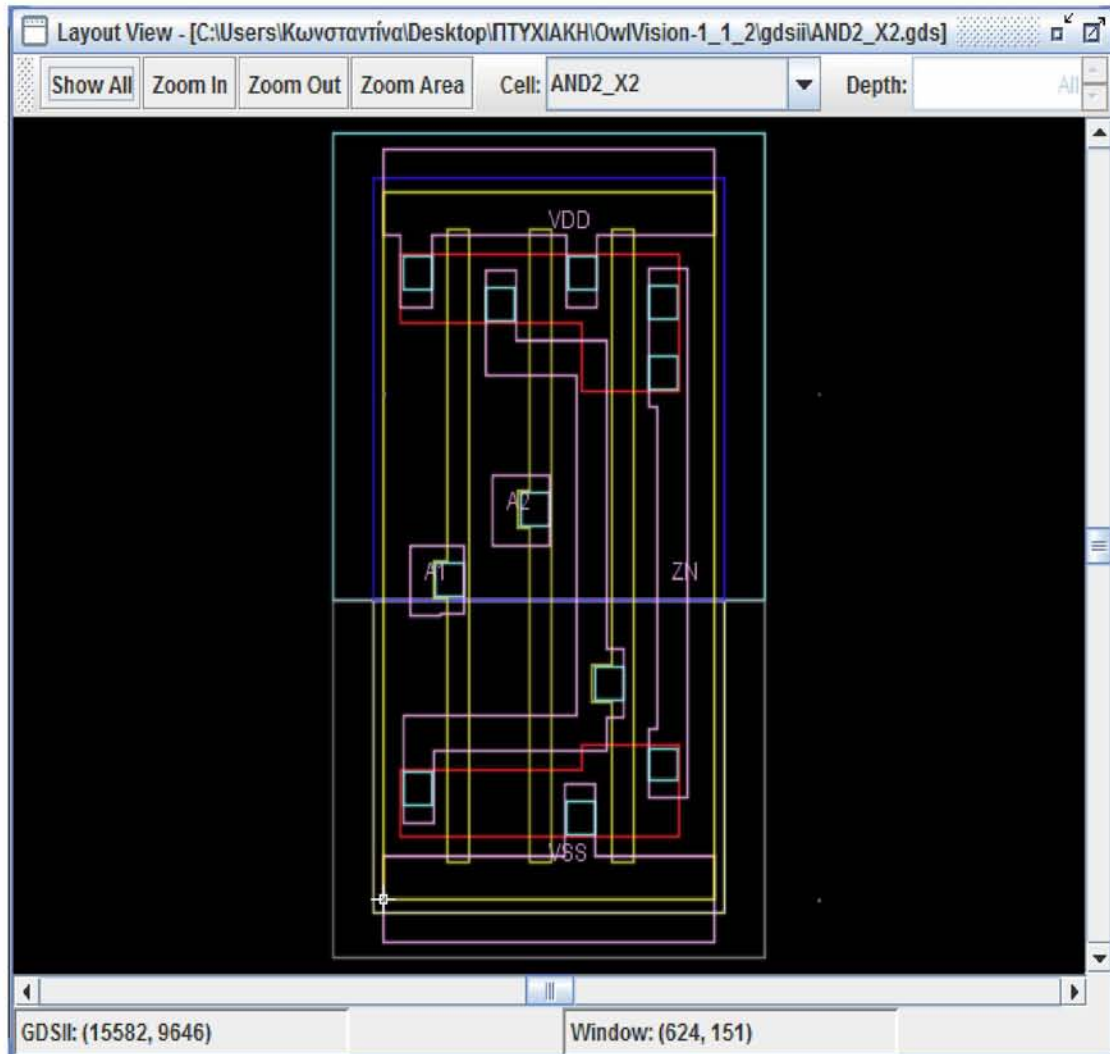 Layout View - [C:\Users\Κωνσταντίνα\Desktop\ΠΤΥΧΙΑΚΗ\OwlVision-1_1_2\gdsii\AND2_X2.gds]
Show All Zoom In Zoom Out Zoom Area Cell: AND2_X2 Depth: All
VDD
A2
A1 ZN
VSS
GDSII: (15582, 9646) Window: (624, 151)